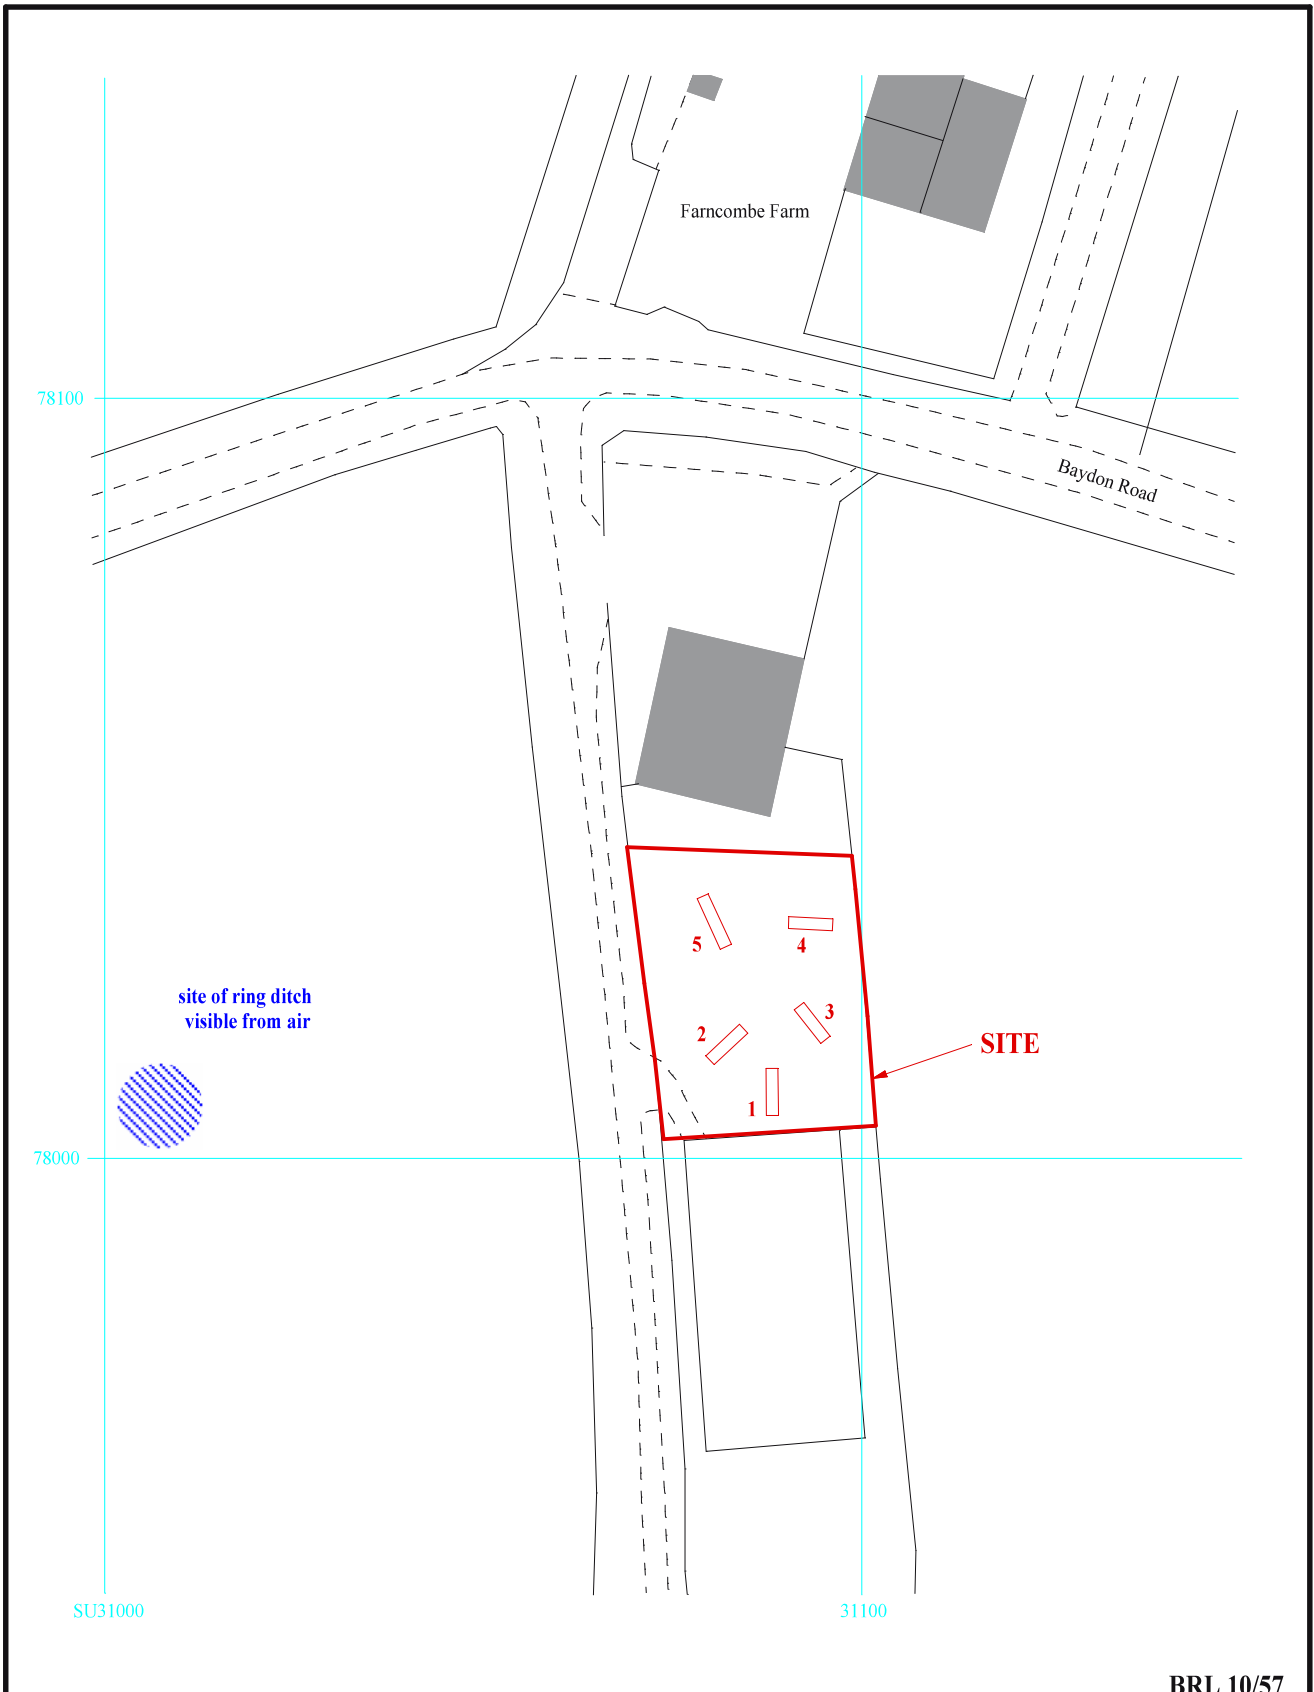 Farncombe Farm
78100
Baydon Road
5
4
site of ring ditch
visible from air
3
2
SITE
1
78000
SU31000
31100
BRL 10/57